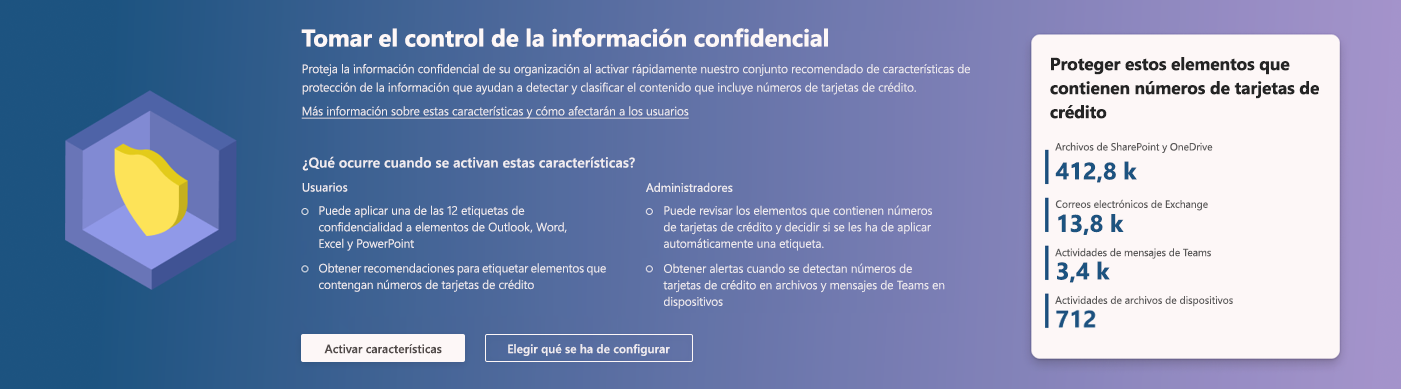 Tomar el control de la información confidencial
Proteja la información confidencial de su organización al activar rápidamente nuestro conjunto recomendado de características de
protección de la información que ayudan a detectar y clasificar el contenido que incluye números de tarjetas de crédito.
Más información sobre estas características y cómo afectarán a los usuarios
¿Qué ocurre cuando se activan estas características?
Usuarios
Puede aplicar una de las 12 etiquetas de
confidencialidad a elementos de Outlook, Word,
Excel y PowerPoint
Obtener recomendaciones para etiquetar elementos que
contengan números de tarjetas de crédito
Administradores
Puede revisar los elementos que contienen números
de tarjetas de crédito y decidir si se les ha de aplicar
automáticamente una etiqueta.
Obtener alertas cuando se detectan números de
tarjetas de crédito en archivos y mensajes de Teams en
dispositivos
Activar características
Elegir qué se ha de configurar
Proteger estos elementos que
contienen números de tarjetas de
crédito
Archivos de SharePoint y OneDrive
412,8 k
Correos electrónicos de Exchange
13,8 k
Actividades de mensajes de Teams
3,4 k
Actividades de archivos de dispositivos
712